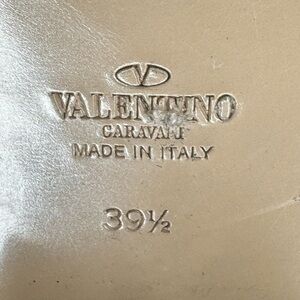 V
VALENTINO
GARAVANI
MADE IN ITALY
39½